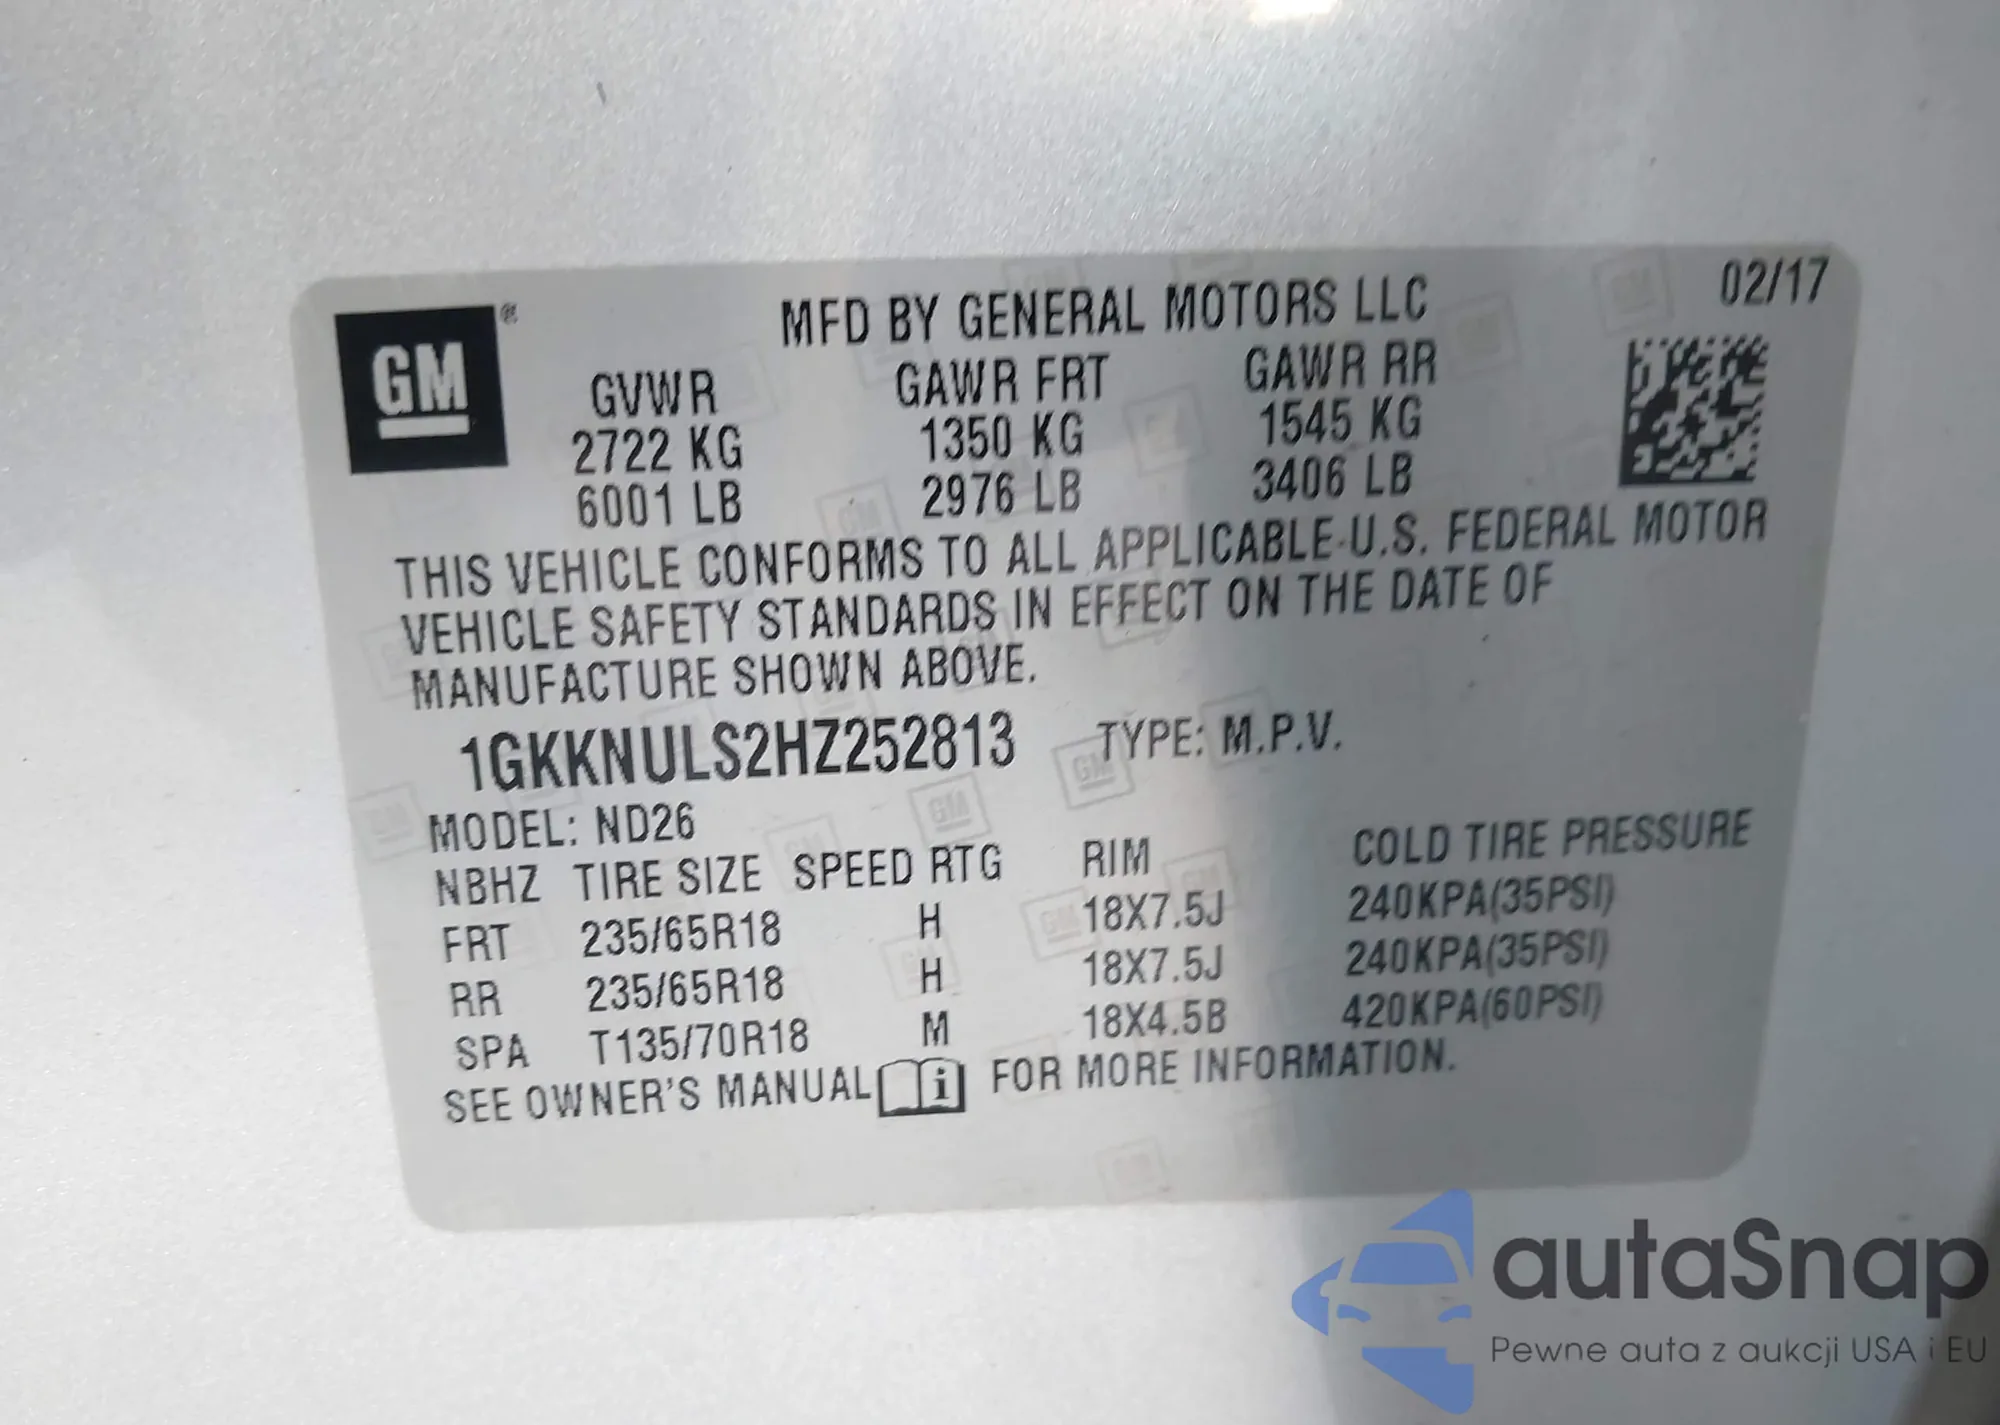 02/17
GM®
MFD BY GENERAL MOTORS LLC
GVWR GAWR FRT GAWR RR
2722 KG 1350 KG 1545 KG
6001 LB 2976 LB 3406 LB
THIS VEHICLE CONFORMS TO ALL APPLICABLE U.S. FEDERAL MOTOR
VEHICLE SAFETY STANDARDS IN EFFECT ON THE DATE OF
MANUFACTURE SHOWN ABOVE.
1GKKNULS2HZ252813 TYPE: M.P.V.
MODEL: ND26
NBHZ TIRE SIZE SPEED RTG RIM COLD TIRE PRESSURE
FRT 235/65R18 H 18X7.5J 240KPA(35PSI)
RR 235/65R18 H 18X7.5J 240KPA(35PSI)
SPA T135/70R18 M 18X4.5B 420KPA(60PSI)
SEE OWNER'S MANUAL i FOR MORE INFORMATION.
autaSnap
Pewne auta z aukcji USA i EU